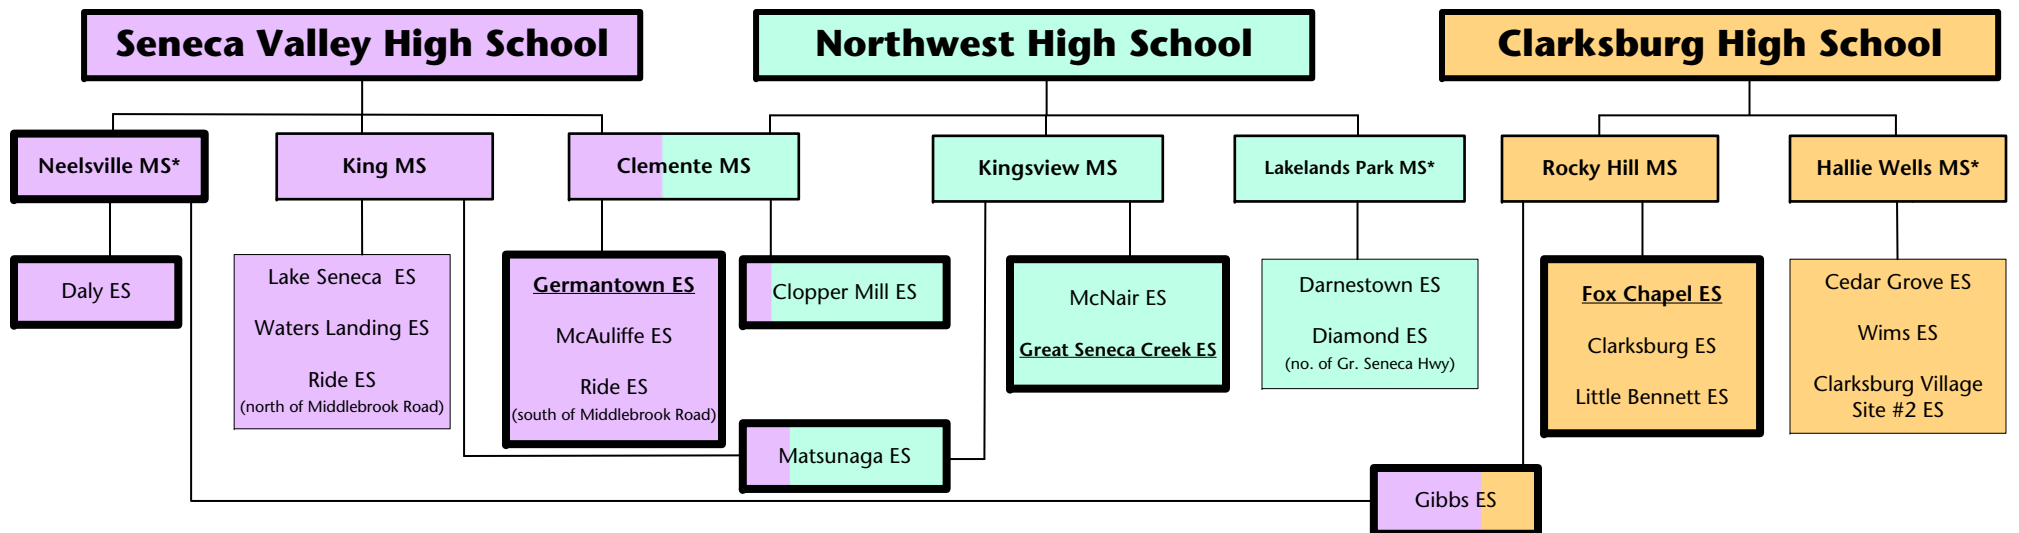 Seneca Valley High School
Northwest High School
Clarksburg High School
Neelsville MS*
King MS
Clemente MS
Kingsview MS
Lakelands Park MS*
Rocky Hill MS
Hallie Wells MS*
Daly ES
Lake Seneca ES
Waters Landing ES
Ride ES
(north of Middlebrook Road)
Germantown ES
McAuliffe ES
Ride ES
(south of Middlebrook Road)
Clopper Mill ES
Matsunaga ES
McNair ES
Great Seneca Creek ES
Darnestown ES
Diamond ES
(no. of Gr. Seneca Hwy)
Fox Chapel ES
Clarksburg ES
Little Bennett ES
Cedar Grove ES
Wims ES
Clarksburg Village
Site #2 ES
Gibbs ES